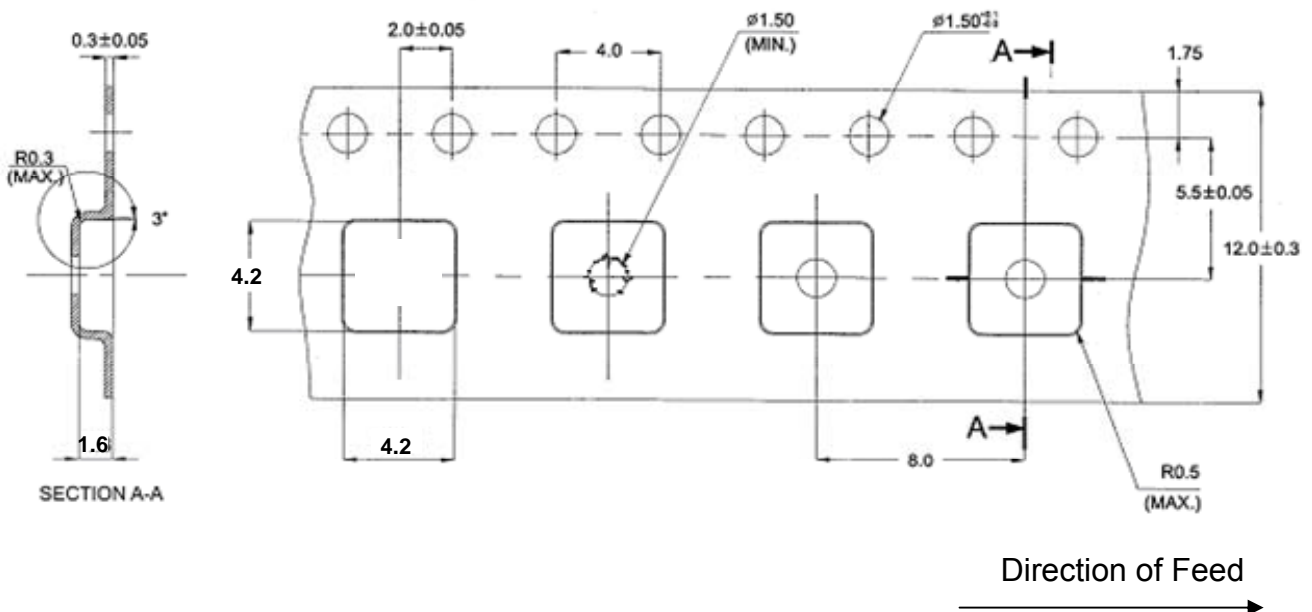 0.3±0.05
2.0±0.05
4.0
ø1.50
(MIN.)
ø1.50
A
1.75
R0.3
(MAX.)
3°
5.5±0.05
12.0±0.3
4.2
1.6
4.2
A
8.0
R0.5
(MAX.)
SECTION A-A
Direction of Feed